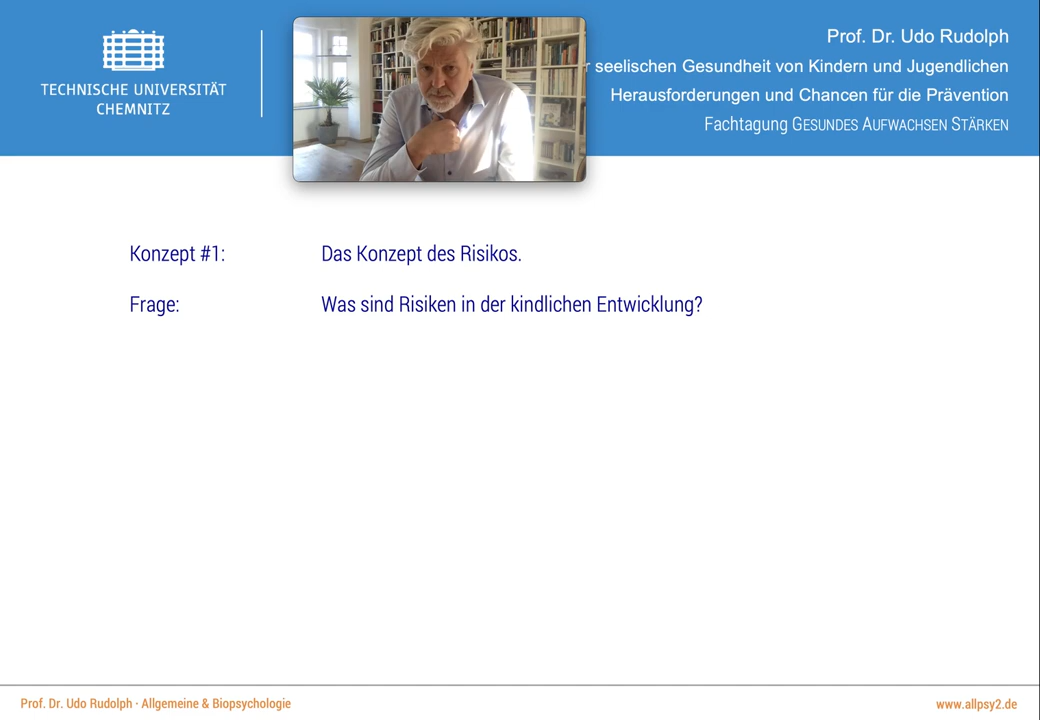 TECHNISCHE UNIVERSITÄT
CHEMNITZ
Prof. Dr. Udo Rudolph
seelischen Gesundheit von Kindern und Jugendlichen
Herausforderungen und Chancen für die Prävention
Fachtagung GESUNDES AUFWACHSEN STÄRKEN
Konzept #1: Das Konzept des Risikos.
Frage: Was sind Risiken in der kindlichen Entwicklung?
Prof. Dr. Udo Rudolph · Allgemeine & Biopsychologie
www.allpsy2.de